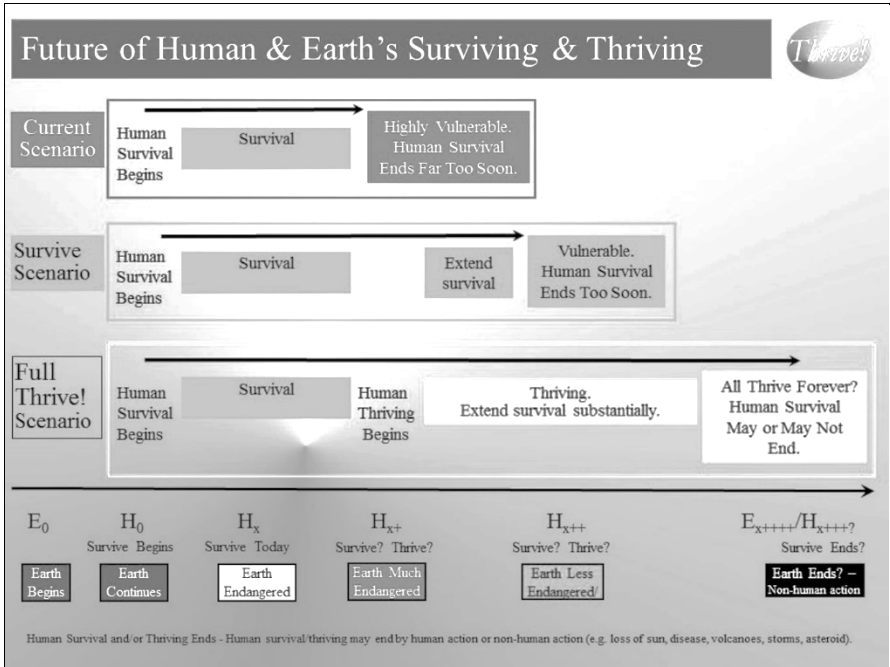 Future of Human & Earth's Surviving & Thriving
Thrive!
Current
Scenario
Human
Survival
Begins
Survival
Highly Vulnerable.
Human Survival
Ends Far Too Soon.
Survive
Scenario
Human
Survival
Begins
Survival
Extend
survival
Vulnerable.
Human Survival
Ends Too Soon.
Full
Thrive!
Scenario
Human
Survival
Begins
Survival
Human
Thriving
Begins
Thriving.
Extend survival substantially.
All Thrive Forever?
Human Survival
May or May Not
End.
E0
H0
Survive Begins
Hx
Survive Today
Hx+
Survive? Thrive?
Hx++
Survive? Thrive?
Ex++++/Hx+++?
Survive Ends?
Earth
Begins
Earth
Continues
Earth
Endangered
Earth Much
Endangered
Earth Less
Endangered/
Earth Ends? –
Non-human action
Human Survival and/or Thriving Ends - Human survival/thriving may end by human action or non-human action (e.g. loss of sun, disease, volcanoes, storms, asteroid).